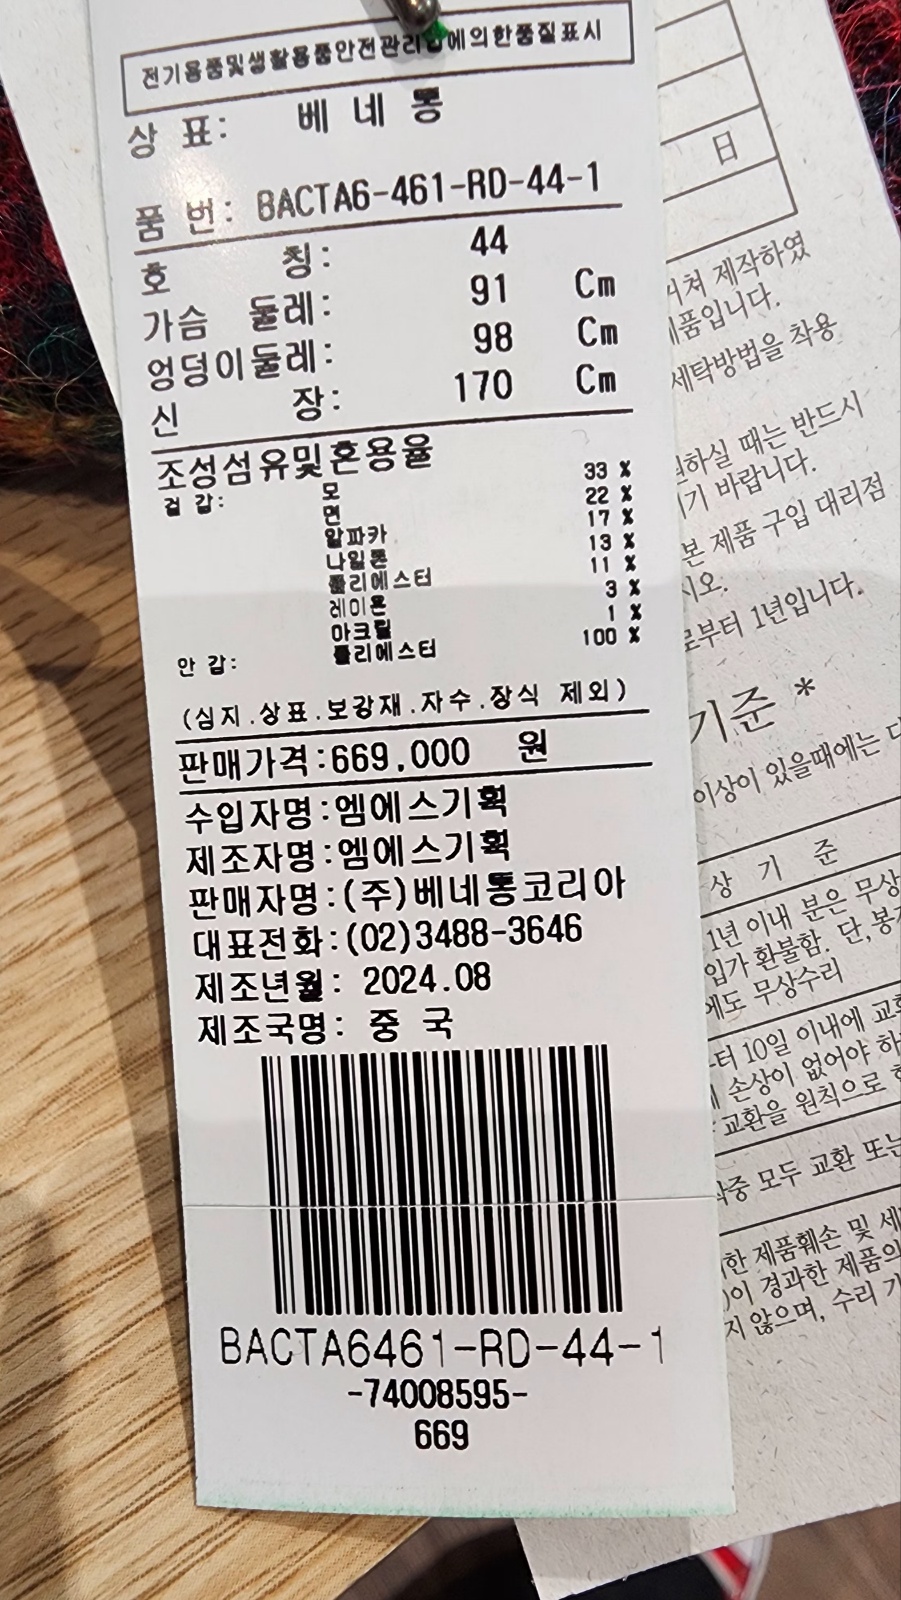 전기용품및생활용품안전관리법에의한품질표시
상 표: 베 네 통
품 번: BACTA6-461-RD-44-1
호 칭: 44
가슴 둘레: 91 Cm
엉덩이둘레: 98 Cm
신 장: 170 Cm
조성섬유및혼용율
겉 감: 모 33 %
면 22 %
알파카 17 %
나일론 13 %
폴리에스터 11 %
레이온 3 %
아크릴 1 %
안 감: 폴리에스터 100 %
(심지.상표.보강재.자수.장식 제외)
판매가격:669,000 원
수입자명:엠에스기획
제조자명:엠에스기획
판매자명:(주)베네통코리아
대표전화:(02)3488-3646
제조년월: 2024.08
제조국명: 중 국
BACTA6461-RD-44-1
-74008595-
669
日
거쳐 제작하였
제품입니다.
세탁방법을 착용
원하실 때는 반드시
기 바랍니다.
본 제품 구입 대리점
시오.
로부터 1년입니다.
기준 *
이상이 있을때에는 다
상 기 준
1년 이내 분은 무상
입가 환불함. 단, 봉제
에도 무상수리
터 10일 이내에 교환
손상이 없어야 하
교환을 원칙으로
중 모두 교환 또는
한 제품훼손 및 세
이 경과한 제품의
지 않으며, 수리 기